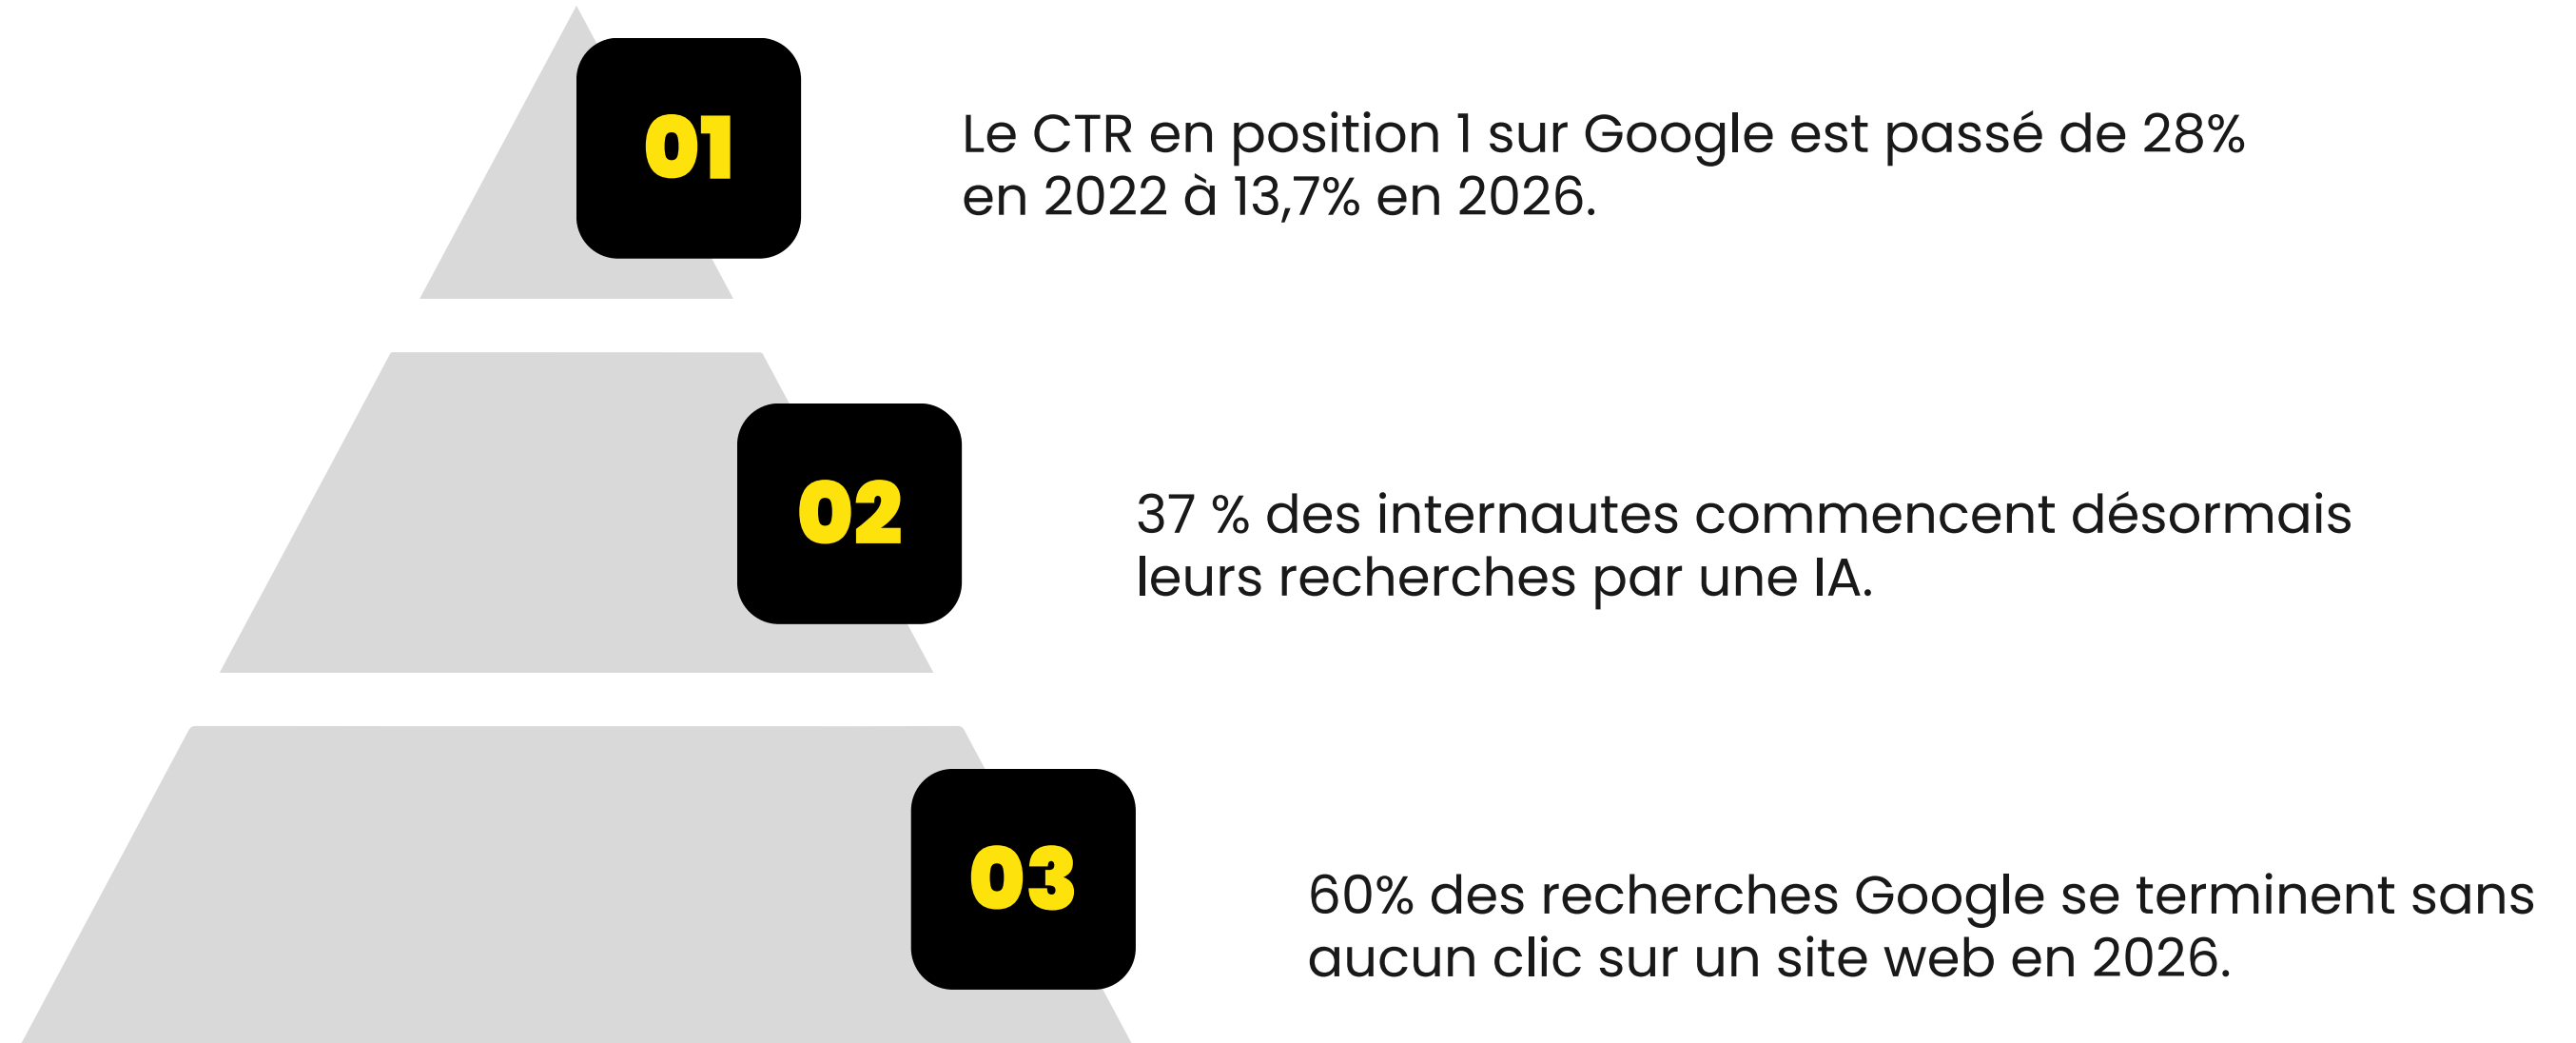 01
Le CTR en position 1 sur Google est passé de 28%
en 2022 à 13,7% en 2026.
02
37 % des internautes commencent désormais
leurs recherches par une IA.
03
60% des recherches Google se terminent sans
aucun clic sur un site web en 2026.